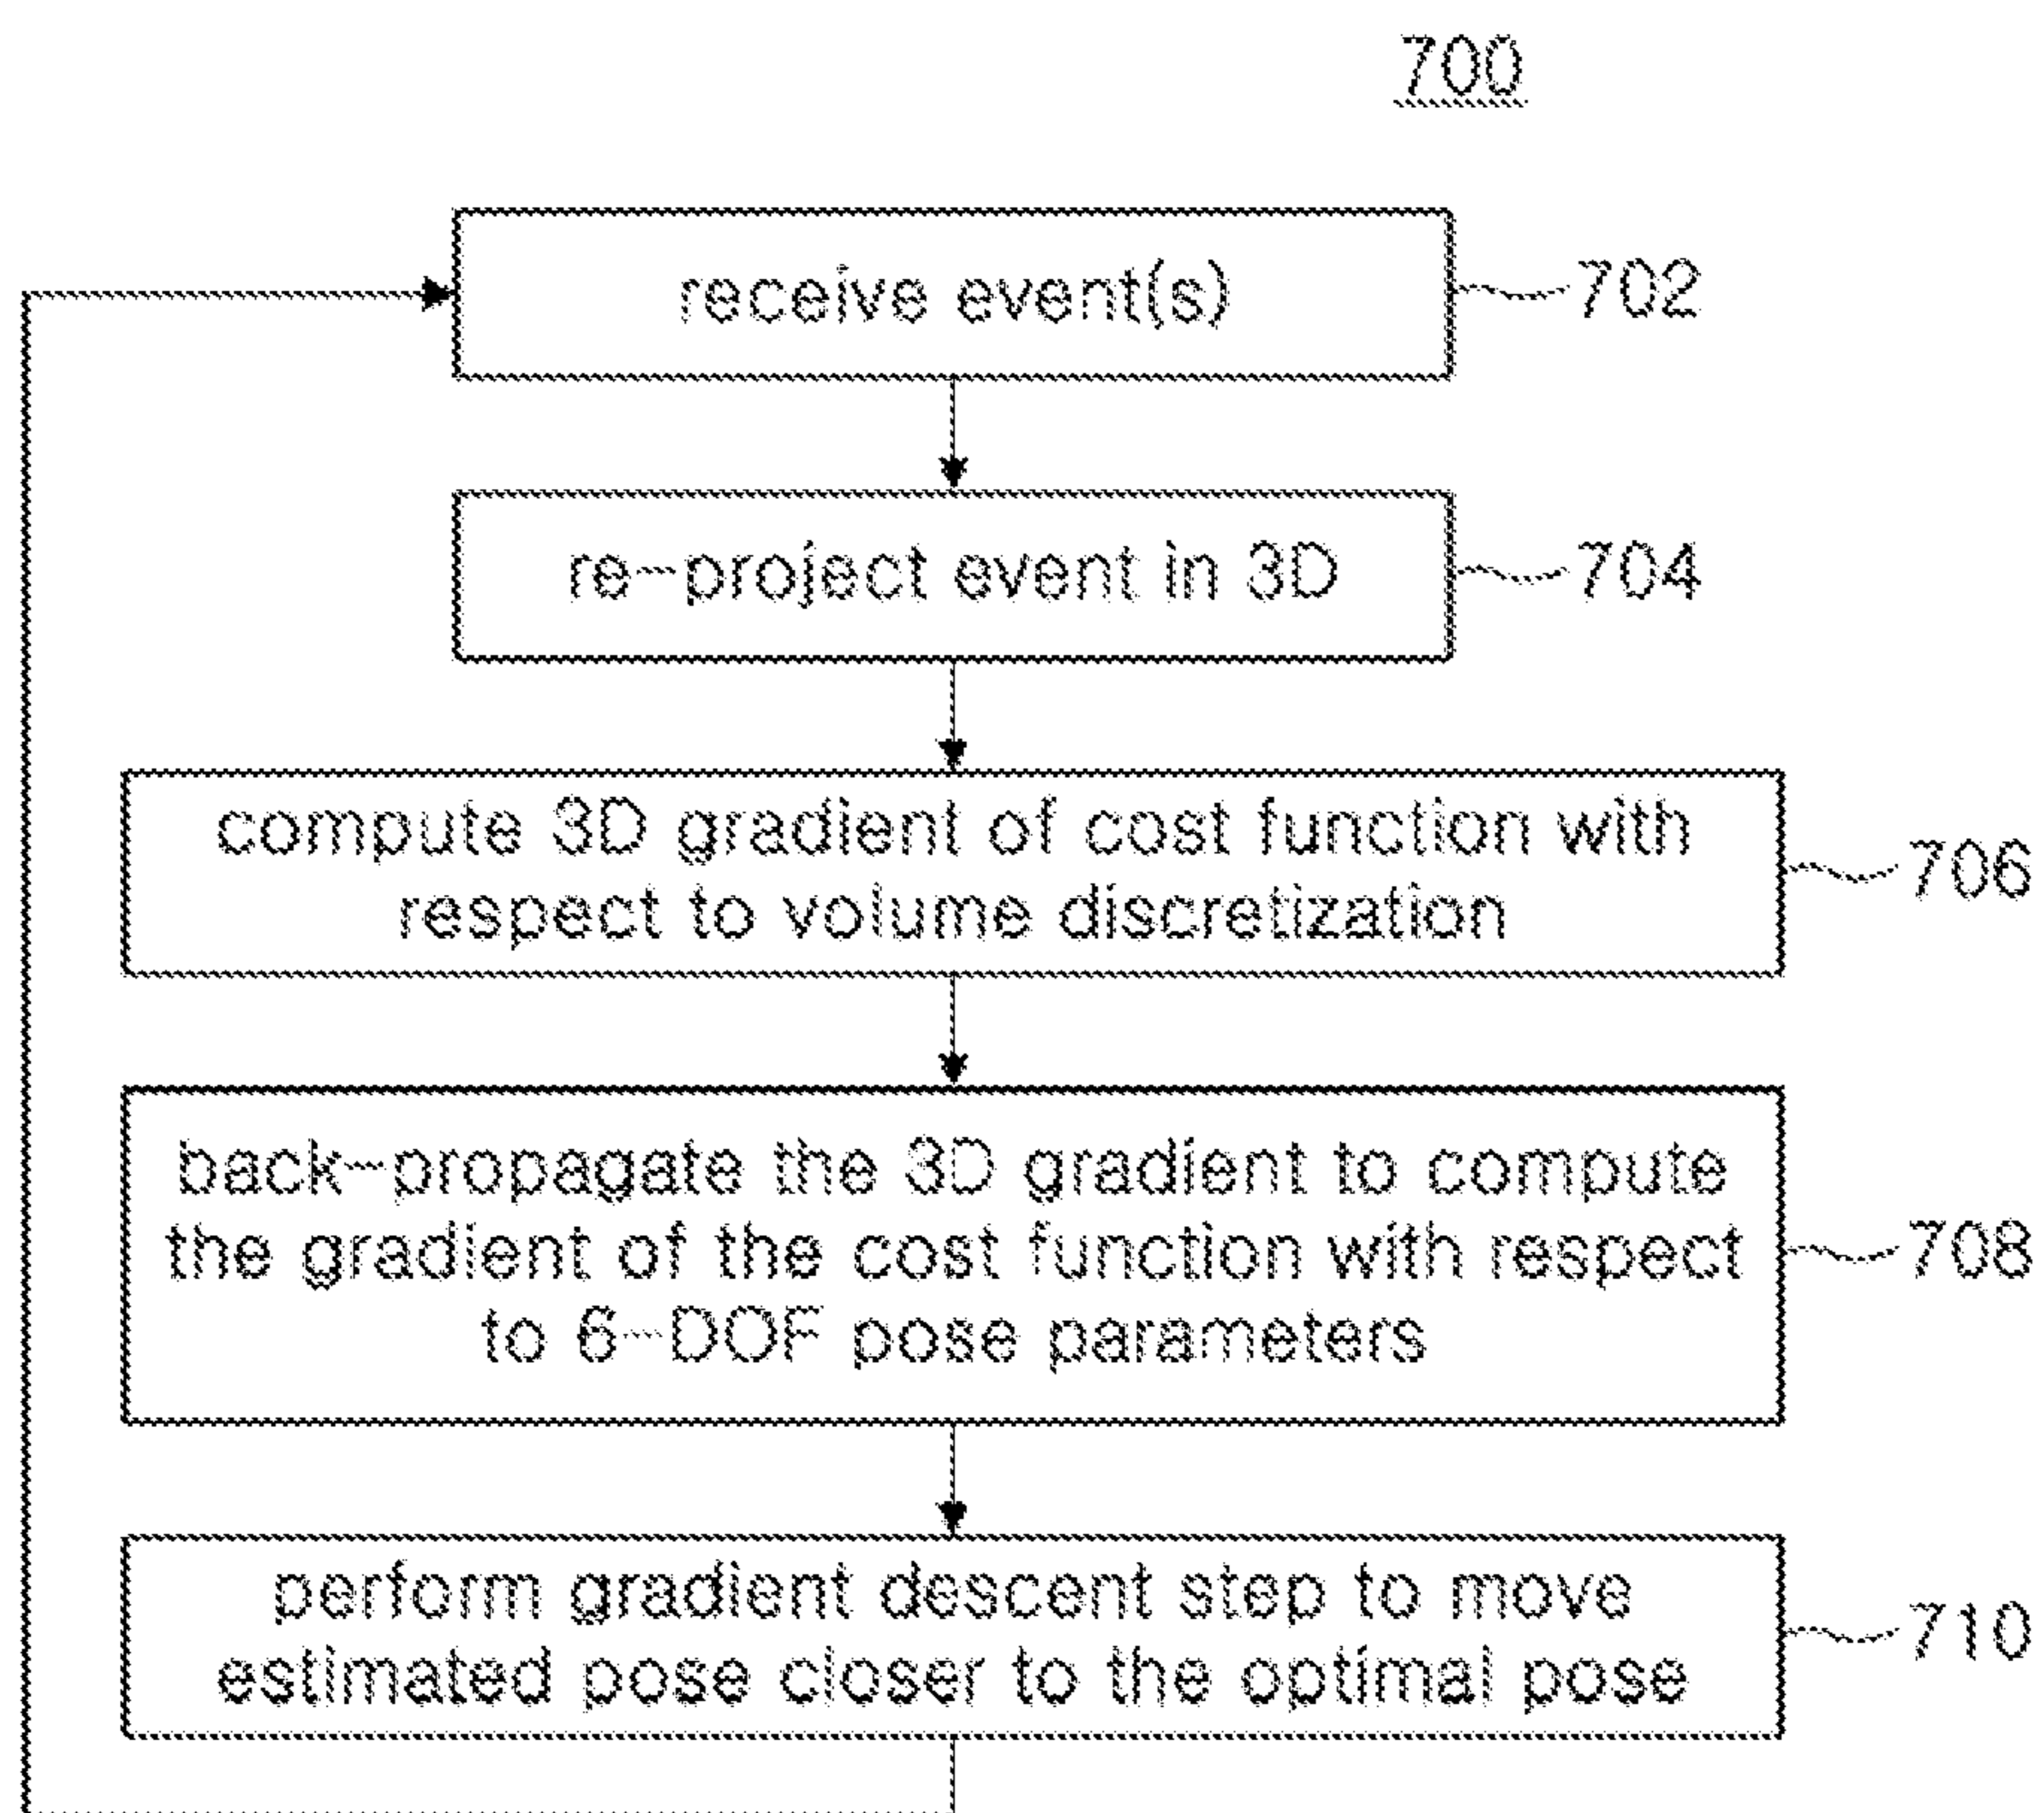 700
receive event(s)
702
re-project event in 3D
704
compute 3D gradient of cost function with
respect to volume discretization
706
back-propagate the 3D gradient to compute
the gradient of the cost function with respect
to 6-DOF pose parameters
708
perform gradient descent step to move
estimated pose closer to the optimal pose
710